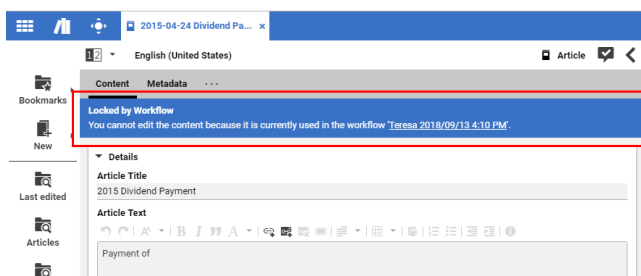 2015-04-24 Dividend Pa... ×
12 English (United States) Article
Content Metadata ...
Bookmarks
Locked by Workflow
You cannot edit the content because it is currently used in the workflow 'Teresa 2018/09/13 4:10 PM'.
New
Details
Article Title
2015 Dividend Payment
Last edited
Article Text
B I A
Payment of
Articles